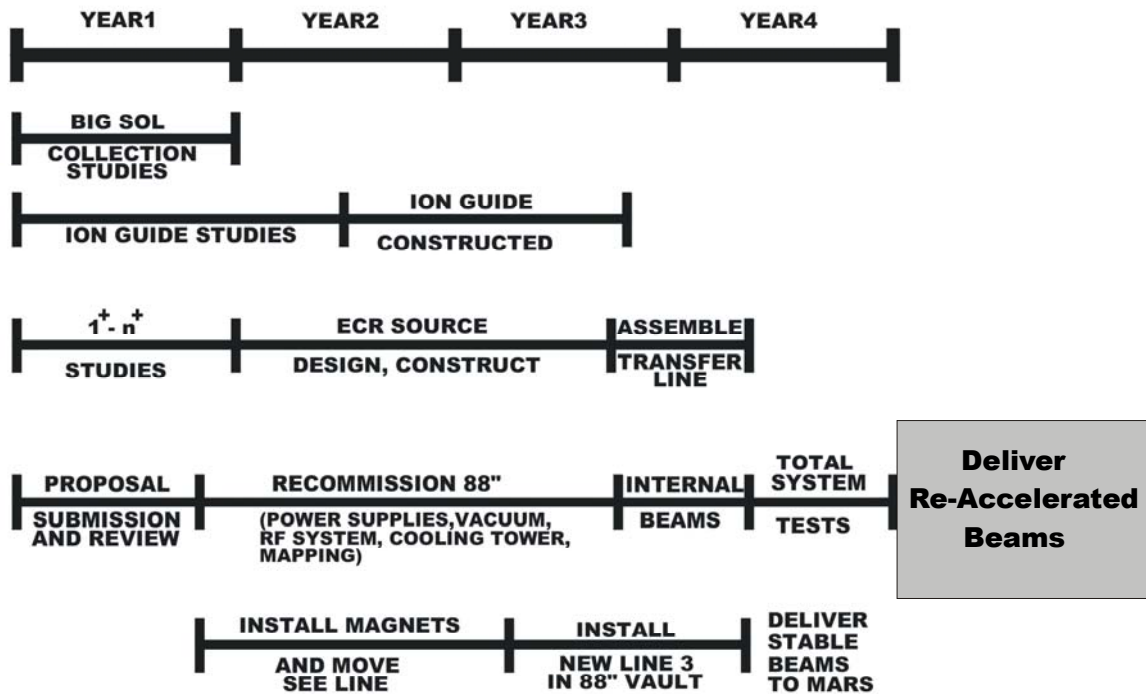 YEAR1 YEAR2 YEAR3 YEAR4
BIG SOL
COLLECTION
STUDIES
ION GUIDE STUDIES
ION GUIDE
CONSTRUCTED
1+- n+
STUDIES
ECR SOURCE
DESIGN, CONSTRUCT
ASSEMBLE
TRANSFER
LINE
PROPOSAL
SUBMISSION
AND REVIEW
RECOMMISSION 88"
(POWER SUPPLIES,VACUUM,
RF SYSTEM, COOLING TOWER,
MAPPING)
INTERNAL
BEAMS
TOTAL
SYSTEM
TESTS
Deliver
Re-Accelerated
Beams
INSTALL MAGNETS
AND MOVE
SEE LINE
INSTALL
NEW LINE 3
IN 88" VAULT
DELIVER
STABLE
BEAMS
TO MARS